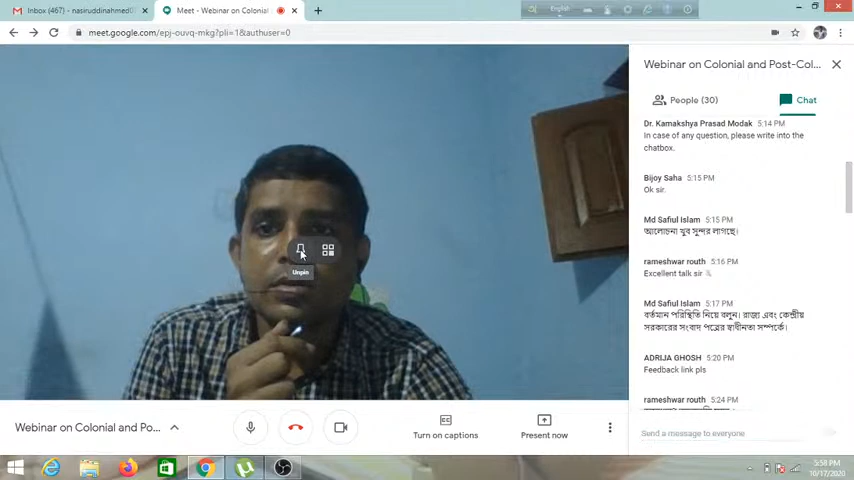 Inbox (467) - nasiruddinahmed0
Meet - Webinar on Colonial
English
meet.google.com/epj-ouvq-mkg?pli=1&authuser=0
Webinar on Colonial and Post-Col...
People (30)
Chat
Dr. Kamakshya Prasad Modak 5:14 PM
In case of any question, please write into the
chatbox.
Bijoy Saha 5:15 PM
Ok sir.
Md Safiul Islam 5:15 PM
আলোচনা খুব সুন্দর লাগছে।
rameshwar routh 5:16 PM
Excellent talk sir
Md Safiul Islam 5:17 PM
বর্তমান পরিস্থিতি নিয়ে বলুন। রাজ্য এবং কেন্দ্রীয়
সরকারের সংবাদ পত্রের স্বাধীনতা সম্পর্কে।
ADRIJA GHOSH 5:20 PM
Feedback link pls
rameshwar routh 5:24 PM
Unpin
Webinar on Colonial and Po...
Turn on captions
Present now
Send a message to everyone
5:58 PM
10/17/2020